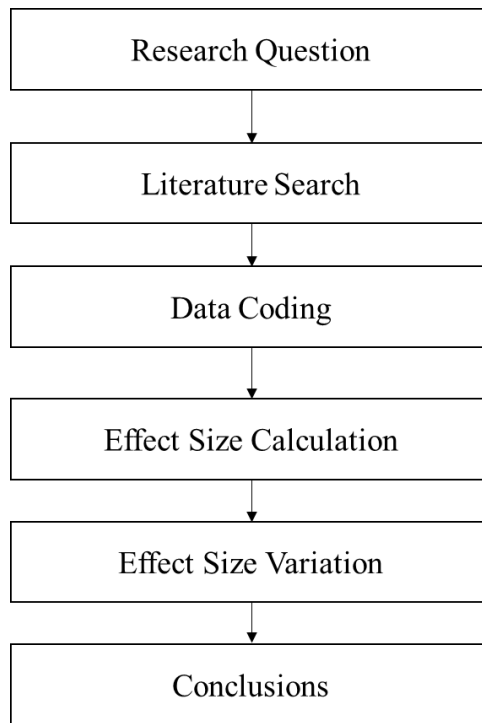 Research Question
Literature Search
Data Coding
Effect Size Calculation
Effect Size Variation
Conclusions